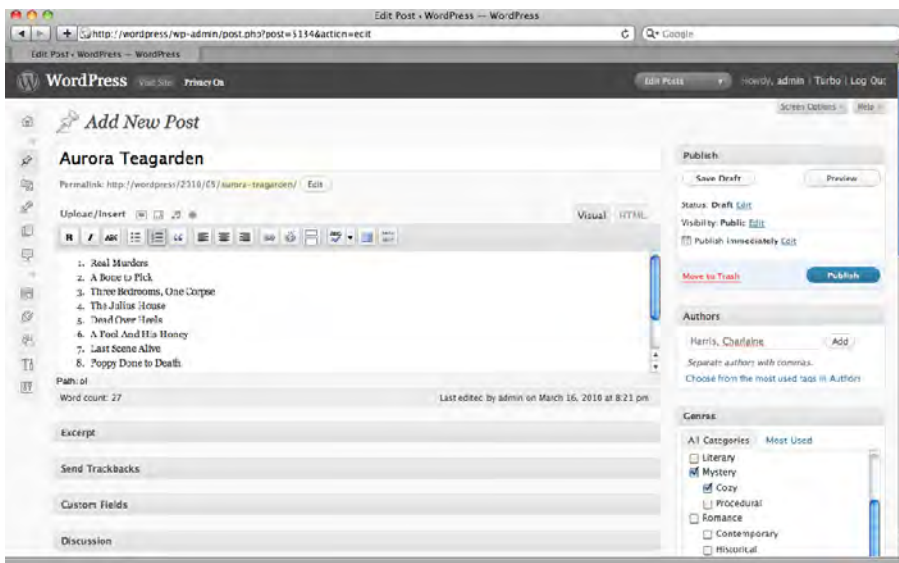 Edit Post ‹ WordPress — WordPress
http://wordpress/wp-admin/post.php?post=5134&action=edit
Google
Edit Post ‹ WordPress — WordPress
WordPress Visit Site Privacy On
Edit Posts
Howdy, admin | Turbo | Log Out
Screen Options Help
Add New Post
Aurora Teagarden
Permalink: http://wordpress/2010/05/aurora-teagarden/ Edit
Upload/Insert
Visual HTML
B I ABC
1. Real Murders
2. A Bone to Pick
3. Three Bedrooms, One Corpse
4. The Julius House
5. Dead Over Heels
6. A Fool And His Honey
7. Last Scene Alive
8. Poppy Done to Death
Path: ol
Word count: 27
Last edited by admin on March 16, 2010 at 8:21 pm
Excerpt
Send Trackbacks
Custom Fields
Discussion
Publish
Save Draft Preview
Status: Draft Edit
Visibility: Public Edit
Publish immediately Edit
Move to Trash Publish
Authors
Harris, Charlaine Add
Separate authors with commas.
Choose from the most used tags in Authors
Genres
All Categories Most Used
Literary
Mystery
Cozy
Procedural
Romance
Contemporary
Historical